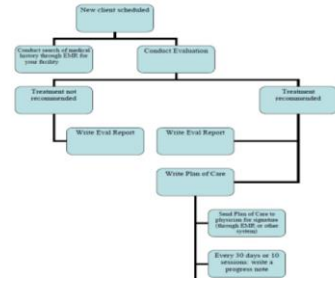 New client scheduled
Conduct search of medical
history through EMR for
your facility
Conduct Evaluation
Treatment not
recommended
Treatment
recommended
Write Eval Report
Write Eval Report
Write Plan of Care
Send Plan of Care to
physician for signature
(through EMR or other
system)
Every 30 days or 10
sessions: write a
progress note